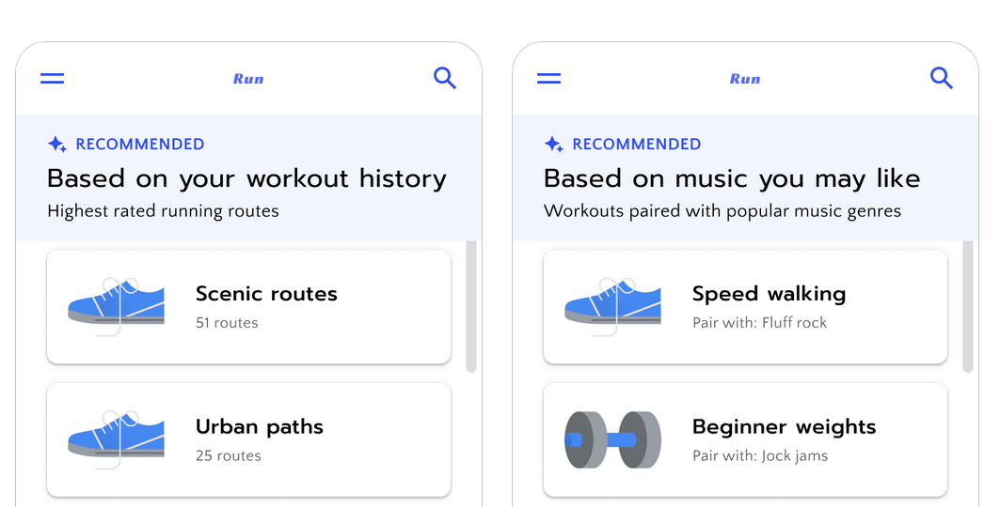 Run
RECOMMENDED
Based on your workout history
Highest rated running routes
Scenic routes
51 routes
Urban paths
25 routes
Run
RECOMMENDED
Based on music you may like
Workouts paired with popular music genres
Speed walking
Pair with: Fluff rock
Beginner weights
Pair with: Jock jams